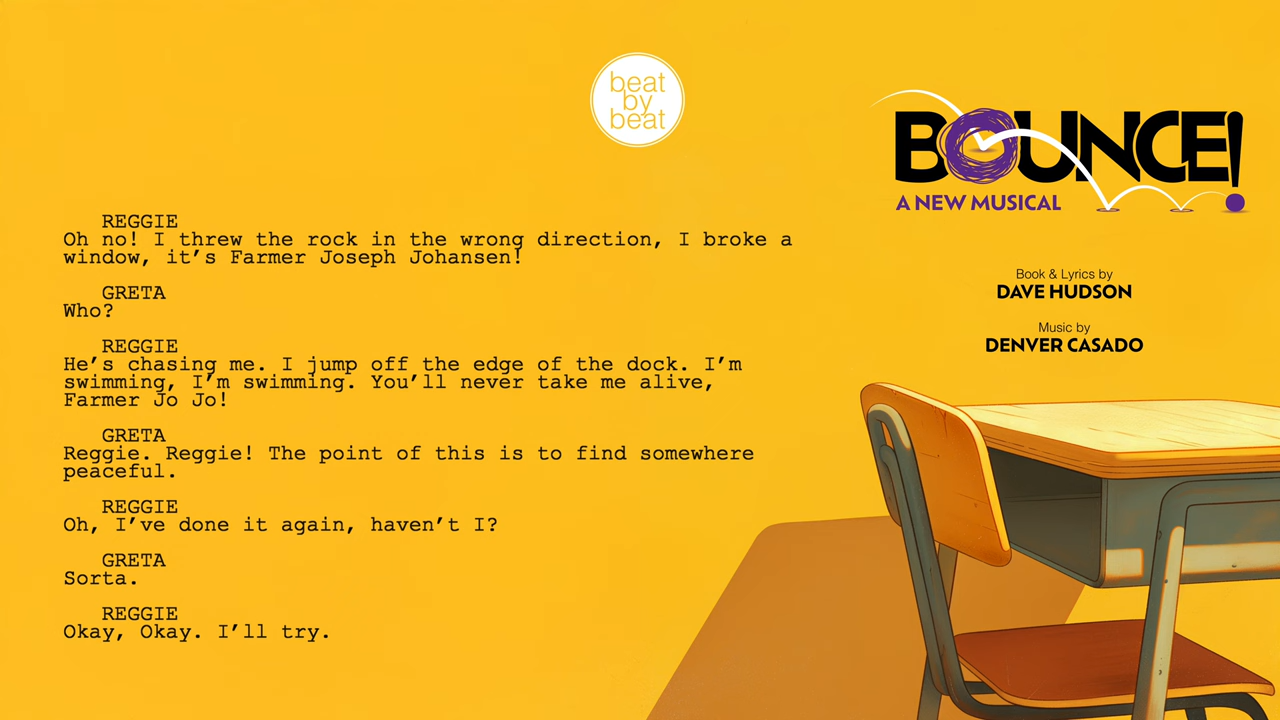 beat
by
beat
BOUNCE!
A NEW MUSICAL
Book & Lyrics by
DAVE HUDSON
Music by
DENVER CASADO
REGGIE
Oh no! I threw the rock in the wrong direction, I broke a
window, it’s Farmer Joseph Johansen!
GRETA
Who?
REGGIE
He’s chasing me. I jump off the edge of the dock. I’m
swimming, I’m swimming. You’ll never take me alive,
Farmer Jo Jo!
GRETA
Reggie. Reggie! The point of this is to find somewhere
peaceful.
REGGIE
Oh, I’ve done it again, haven’t I?
GRETA
Sorta.
REGGIE
Okay, Okay. I’ll try.